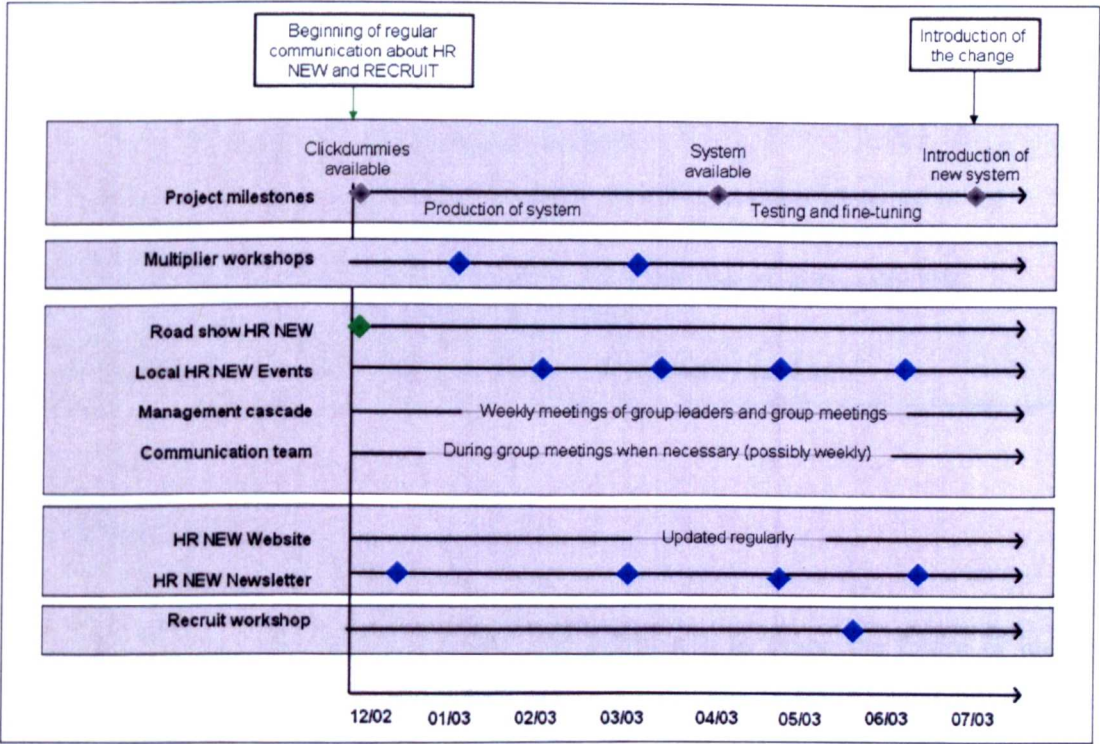 Beginning of regular
communication about HR
NEW and RECRUIT
Introduction of
the change
Clickdummies
available
System
available
Introduction of
new system
Project milestones
Production of system
Testing and fine-tuning
Multiplier workshops
Road show HR NEW
Local HR NEW Events
Management cascade
Weekly meetings of group leaders and group meetings
Communication team
During group meetings when necessary (possibly weekly)
HR NEW Website
Updated regularly
HR NEW Newsletter
Recruit workshop
12/02 01/03 02/03 03/03 04/03 05/03 06/03 07/03